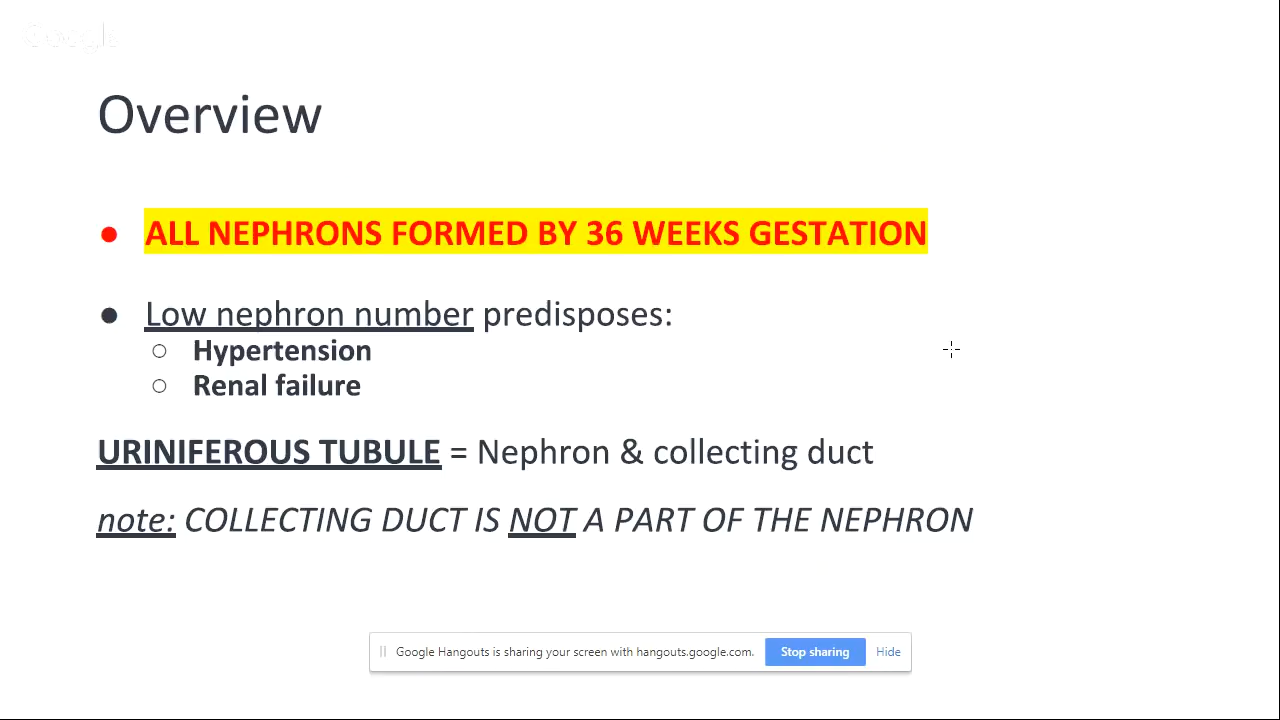 Overview
● ALL NEPHRONS FORMED BY 36 WEEKS GESTATION
● Low nephron number predisposes:
○ Hypertension
○ Renal failure
URINIFEROUS TUBULE = Nephron & collecting duct
note: COLLECTING DUCT IS NOT A PART OF THE NEPHRON
Google Hangouts is sharing your screen with hangouts.google.com. Stop sharing Hide